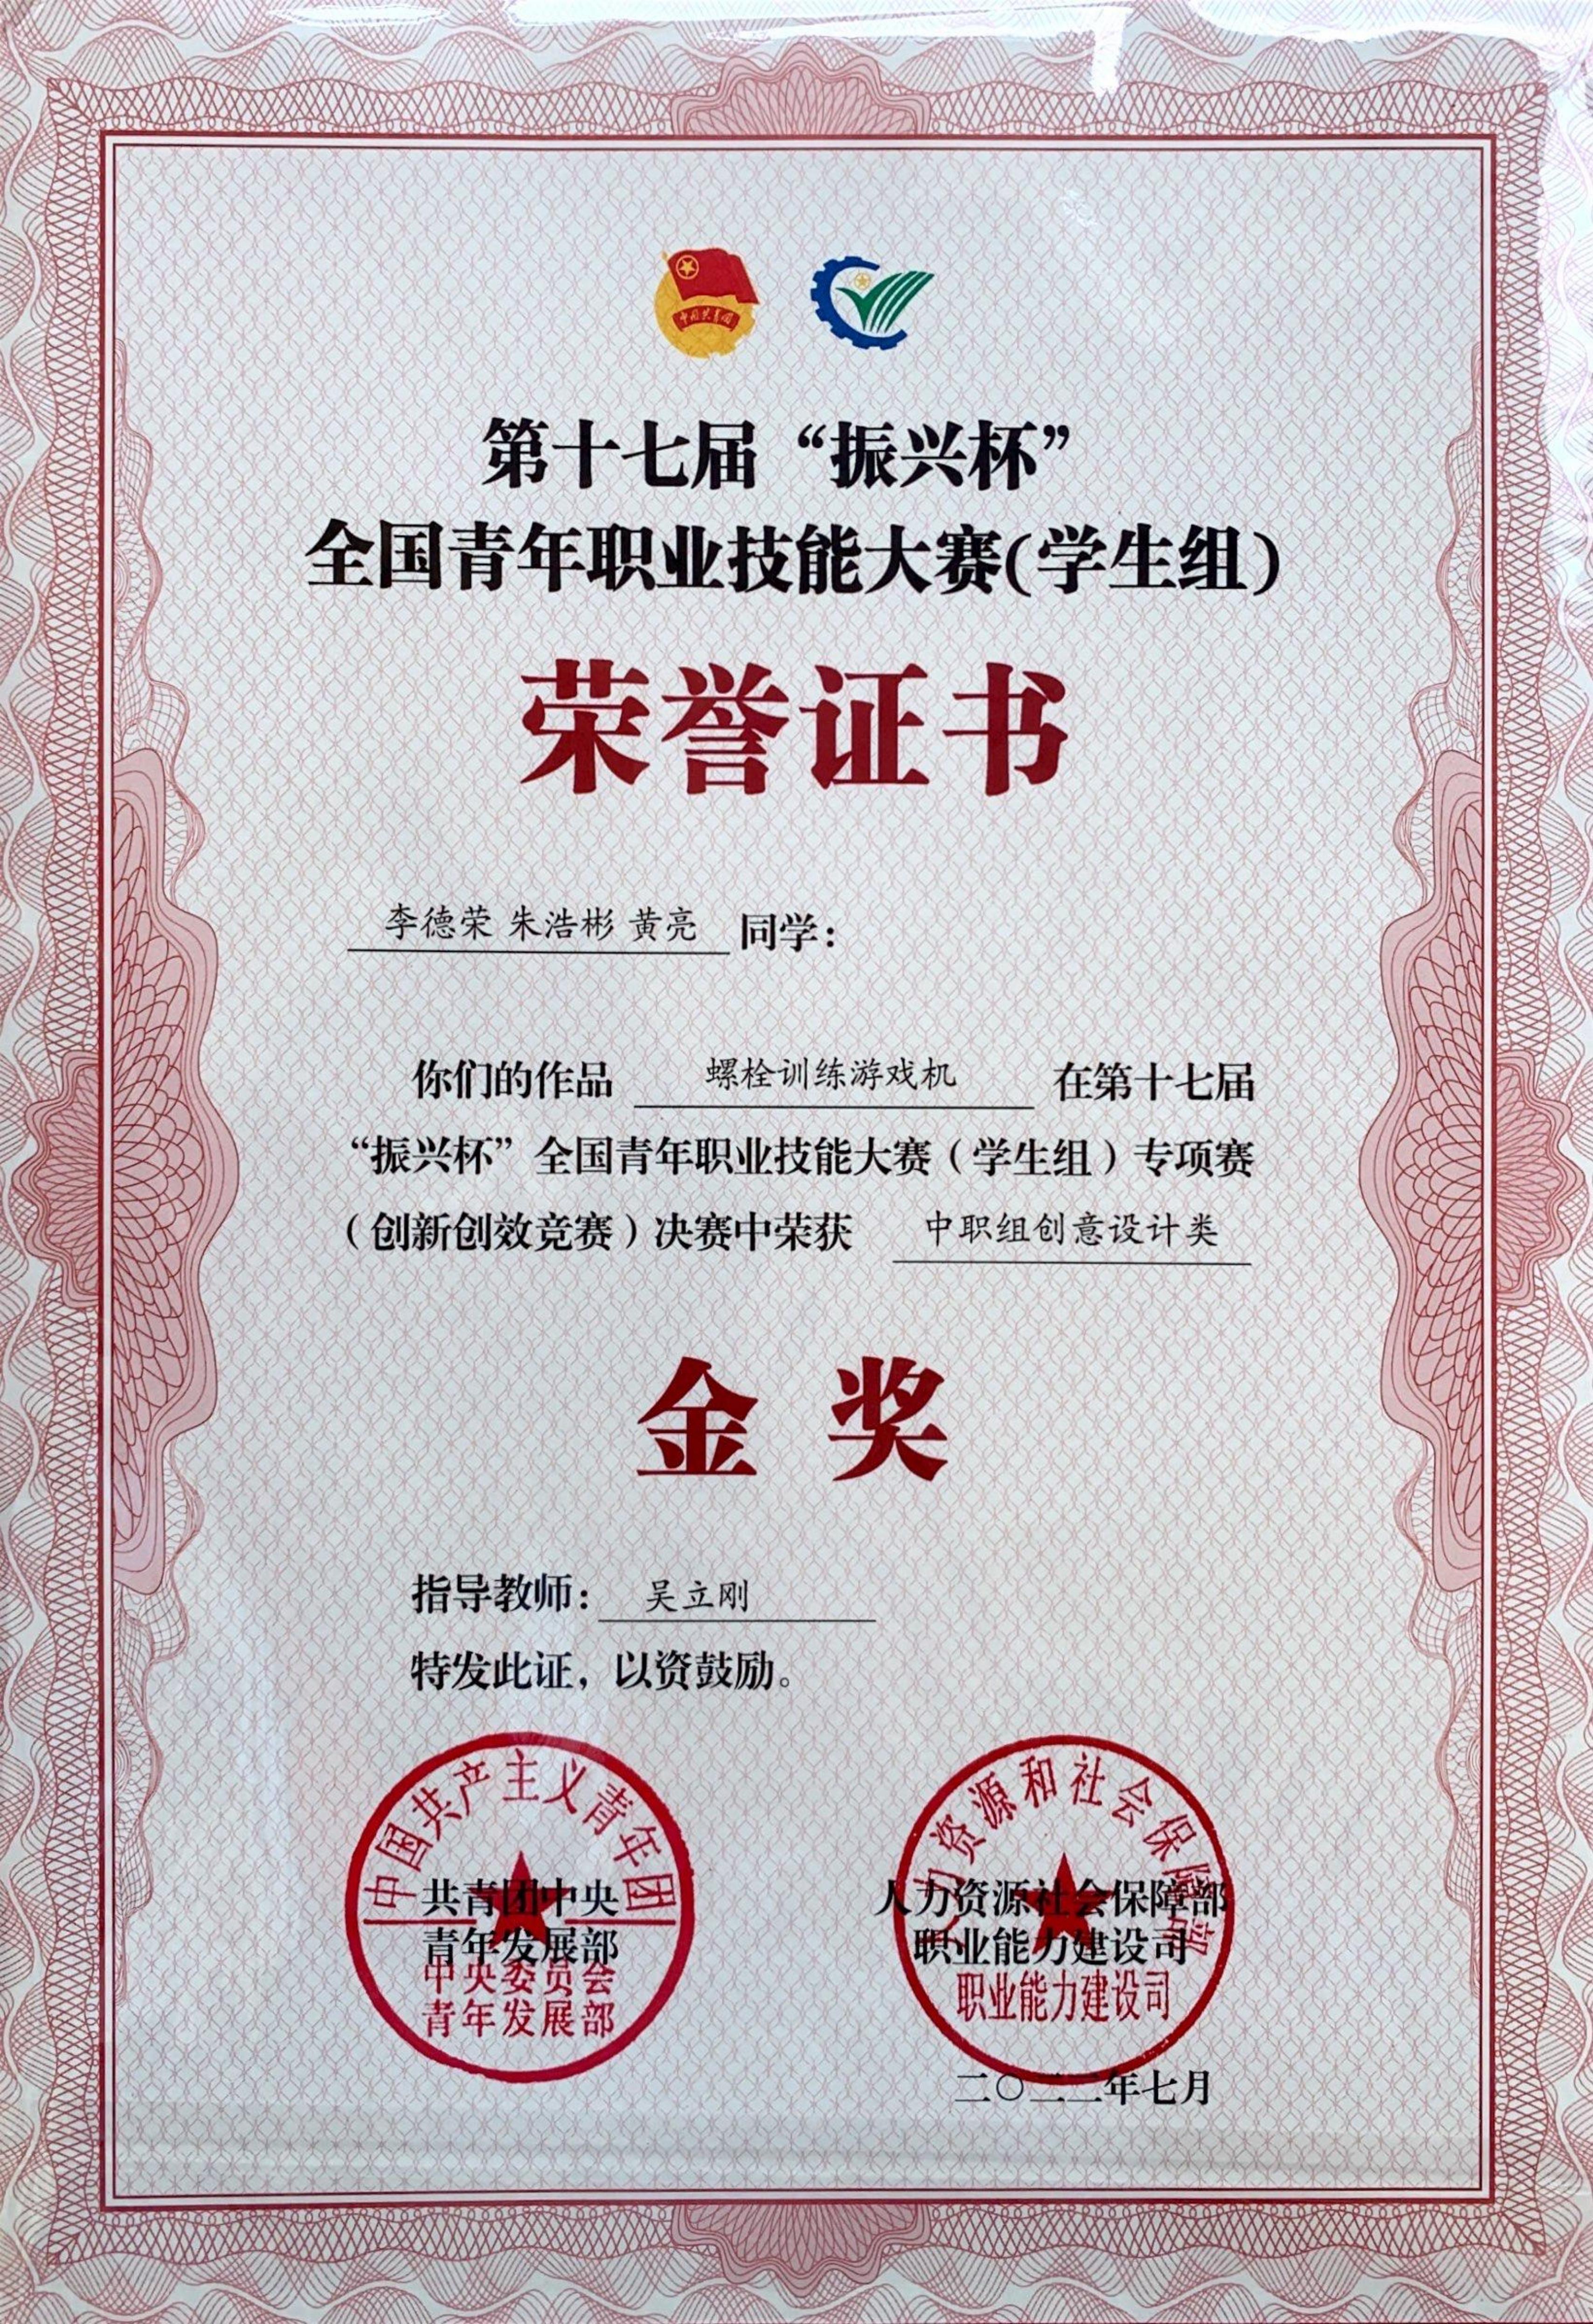 中国共青团
第十七届“振兴杯”
全国青年职业技能大赛(学生组)
荣誉证书
李德荣 朱浩彬 黄亮 同学：
你们的作品 螺栓训练游戏机 在第十七届
“振兴杯”全国青年职业技能大赛（学生组）专项赛
（创新创效竞赛）决赛中荣获 中职组创意设计类
金奖
指导教师：吴立刚
特发此证，以资鼓励。
中国共产主义青年团
共青团中央
青年发展部
中央委员会
青年发展部
人力资源和社会保障部
人力资源社会保障部
职业能力建设司
职业能力建设司
二〇二二年七月